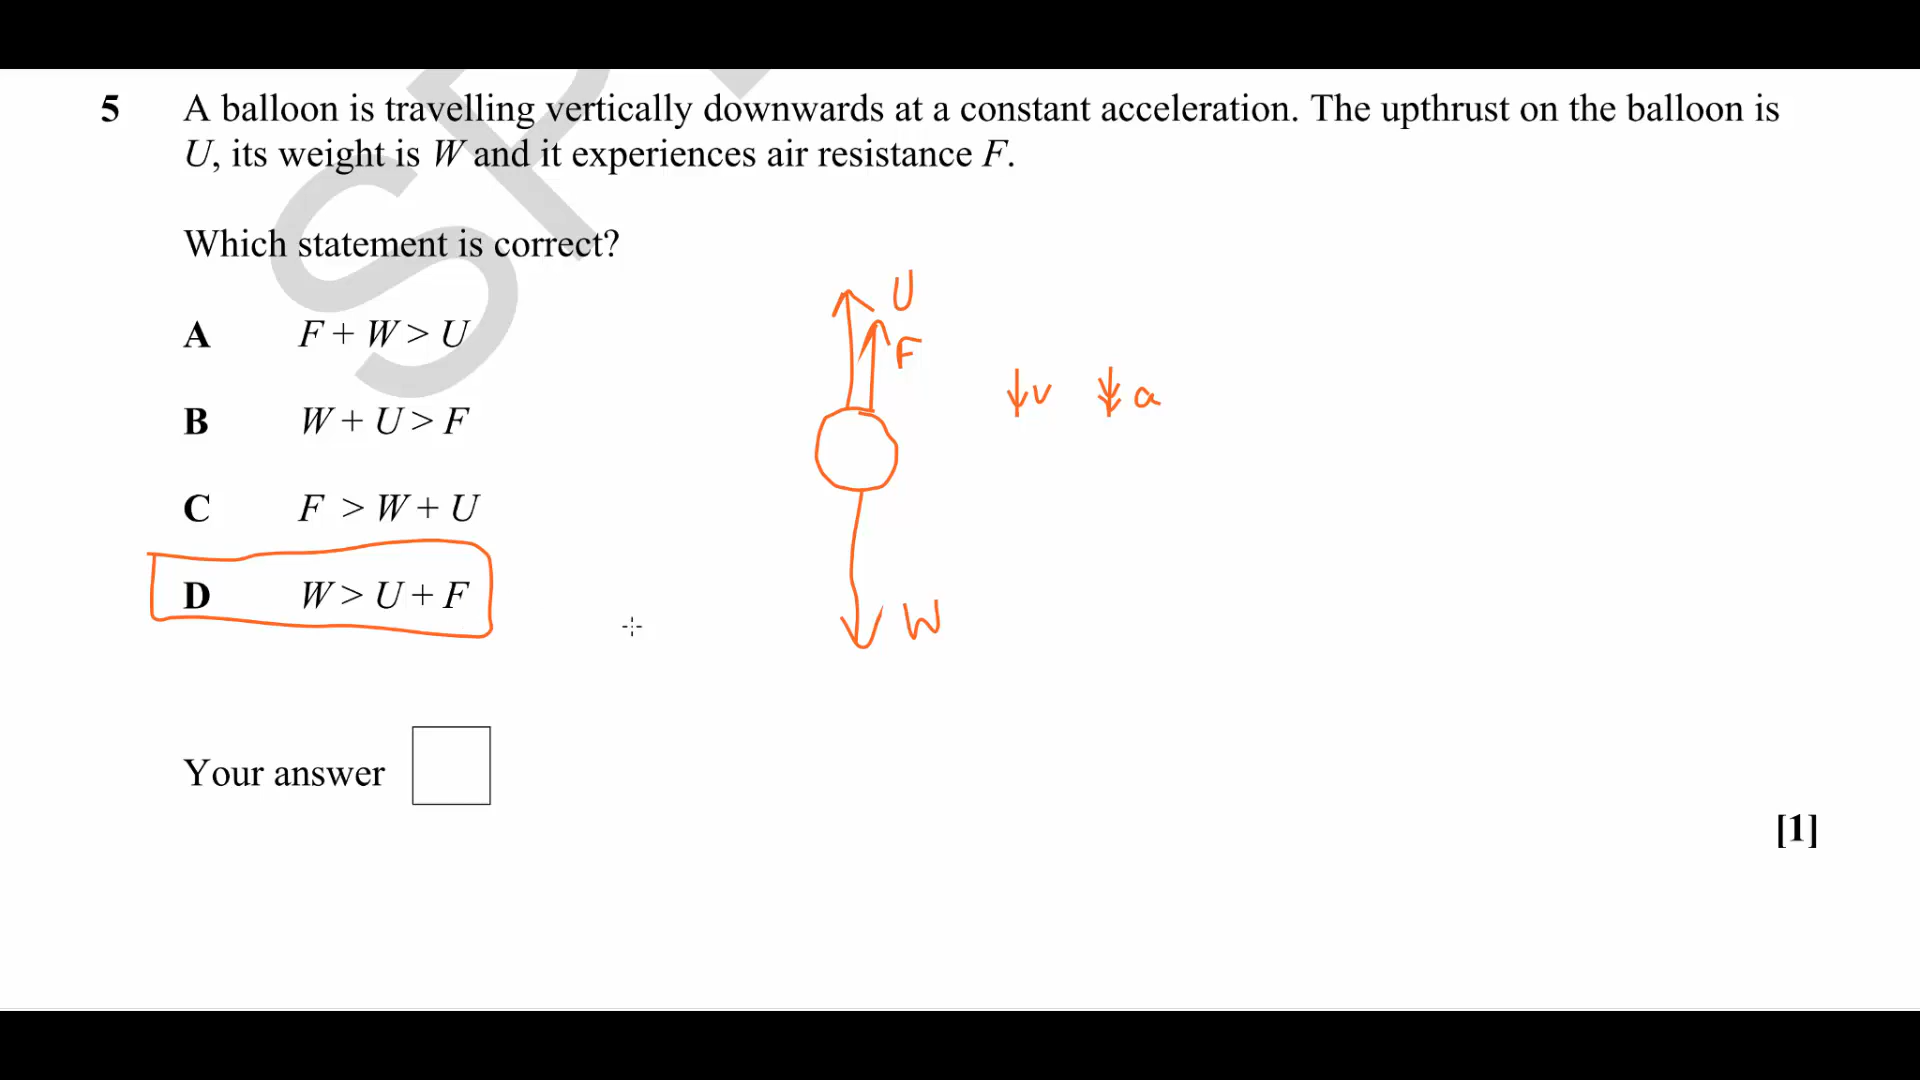 5 A balloon is travelling vertically downwards at a constant acceleration. The upthrust on the balloon is
U, its weight is W and it experiences air resistance F.
Which statement is correct?
A F + W > U
B W + U > F
C F > W + U
D W > U + F
U
F
v a
W
Your answer
[1]